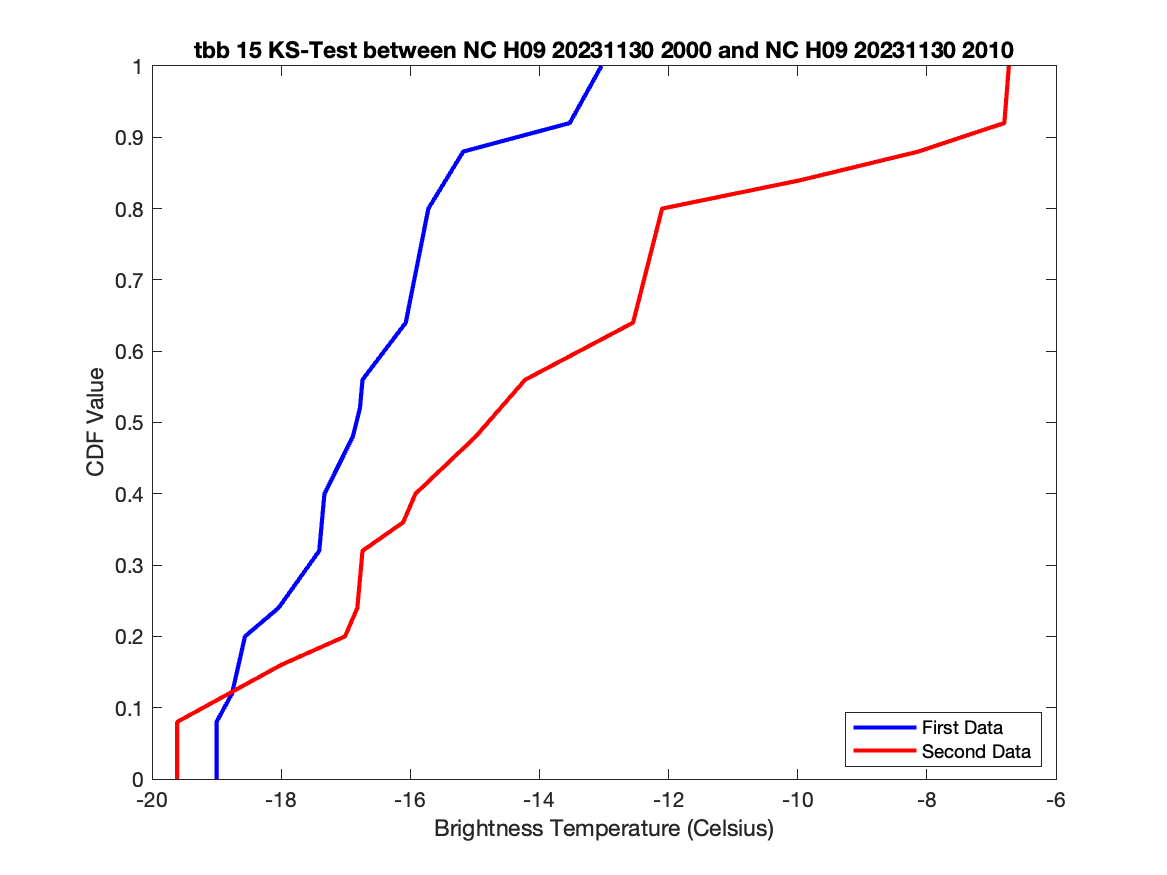 tbb 15 KS-Test between NC H09 20231130 2000 and NC H09 20231130 2010
1
0.9
0.8
0.7
0.6
0.5
0.4
0.3
0.2
0.1
0
CDF Value
First Data
Second Data
-20 -18 -16 -14 -12 -10 -8 -6
Brightness Temperature (Celsius)